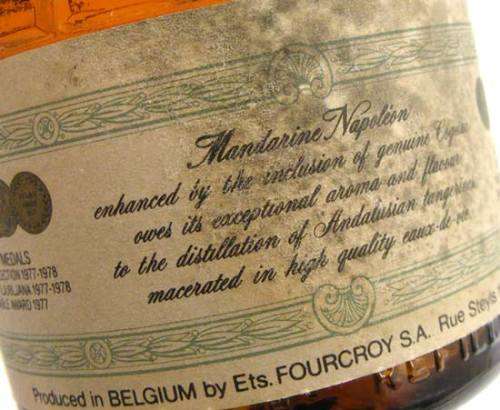 Mandarine Napoléon
enhanced by the inclusion of genuine Cognac
owes its exceptional aroma and flavour
to the distillation of Andalusian tangerines
macerated in high quality eaux-de-vie
MEDALS
1977-1978
LJUBLJANA 1977-1978
AWARD 1977
Produced in BELGIUM by Ets. FOURCROY S.A. Rue